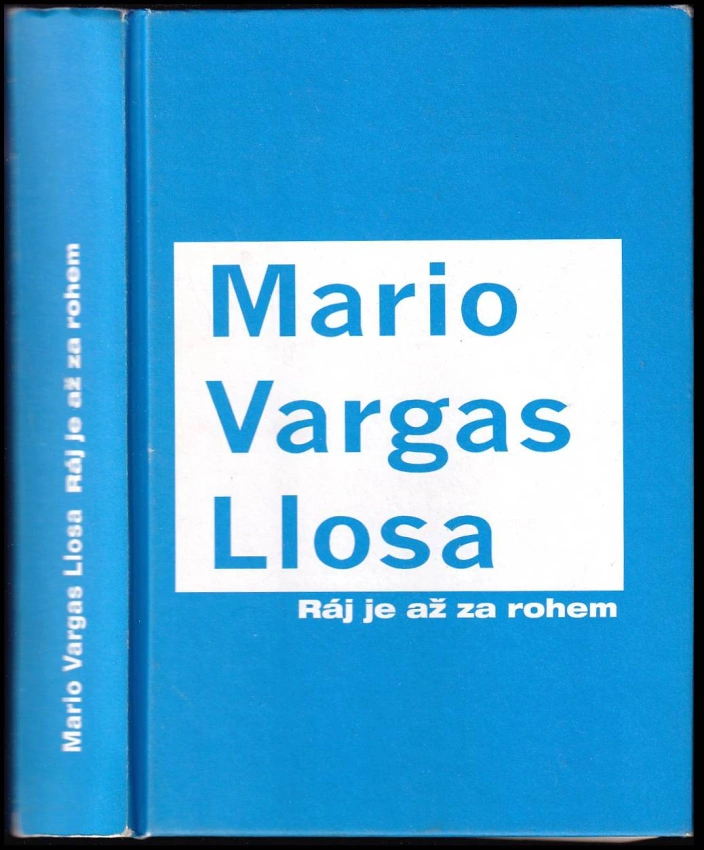 Mario Vargas Llosa Ráj je až za rohem
Mario
Vargas
Llosa
Ráj je až za rohem